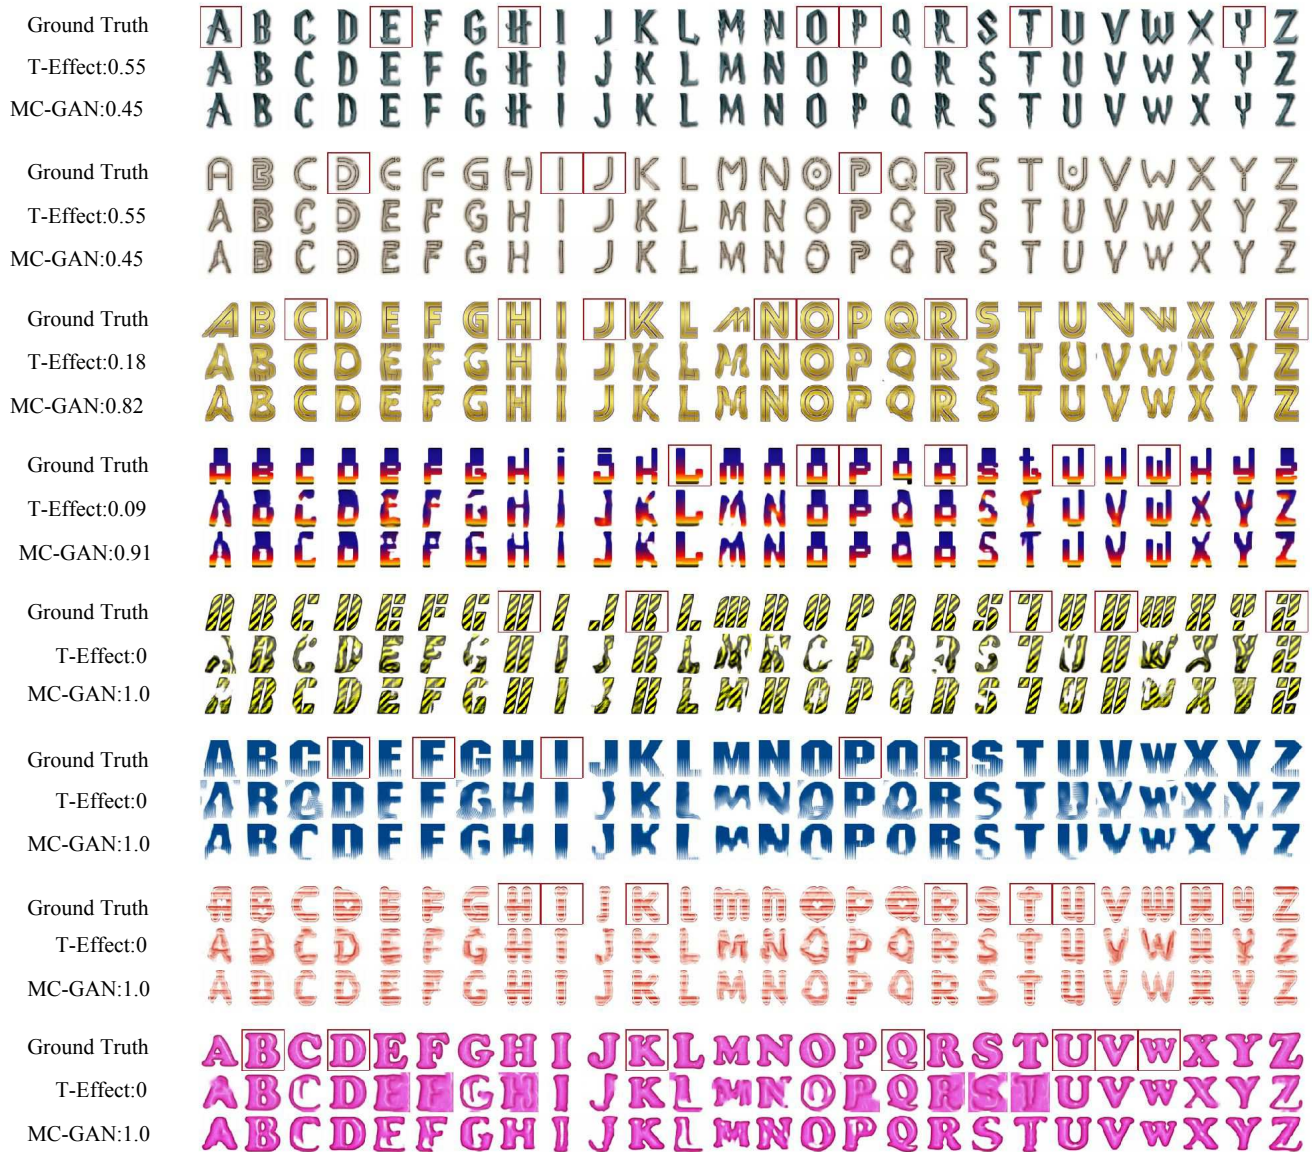 Ground Truth A B C D E F G H I J K L M N O P Q R S T U V W X Y Z
T-Effect:0.55 A B C D E F G H I J K L M N O P Q R S T U V W X Y Z
MC-GAN:0.45 A B C D E F G H I J K L M N O P Q R S T U V W X Y Z
Ground Truth A B C D E F G H I J K L M N O P Q R S T U V W X Y Z
T-Effect:0.55 A B C D E F G H I J K L M N O P Q R S T U V W X Y Z
MC-GAN:0.45 A B C D E F G H I J K L M N O P Q R S T U V W X Y Z
Ground Truth A B C D E F G H I J K L M N O P Q R S T U V W X Y Z
T-Effect:0.18 A B C D E F G H I J K L M N O P Q R S T U V W X Y Z
MC-GAN:0.82 A B C D E F G H I J K L M N O P Q R S T U V W X Y Z
Ground Truth A B C D E F G H i j K L m n O P q R S t U V W X Y Z
T-Effect:0.09 A B C D E F G H I J K L M N O P Q R S T U V W X Y Z
MC-GAN:0.91 A B C D E F G H I J K L M N O P Q R S T U V W X Y Z
Ground Truth A B C D E F G H I J K L m N O P Q R S T U V W X Y Z
T-Effect:0 A B C D E F G H I J K L M N O P Q R S T U V W X Y Z
MC-GAN:1.0 A B C D E F G H I J K L M N O P Q R S T U V W X Y Z
Ground Truth A B C D E F G H I J K L M N O P Q R S T U V W X Y Z
T-Effect:0 A B C D E F G H I J K L M N O P Q R S T U V W X Y Z
MC-GAN:1.0 A B C D E F G H I J K L M N O P Q R S T U V W X Y Z
Ground Truth A B C D E F G H I J K L m n O P Q R S T U V W X Y Z
T-Effect:0 A B C D E F G H I J K L M N O P Q R S T U V W X Y Z
MC-GAN:1.0 A B C D E F G H I J K L M N O P Q R S T U V W X Y Z
Ground Truth A B C D E F G H I J K L M N O P Q R S T U V W X Y Z
T-Effect:0 A B C D E F G H I J K L M N O P Q R S T U V W X Y Z
MC-GAN:1.0 A B C D E F G H I J K L M N O P Q R S T U V W X Y Z